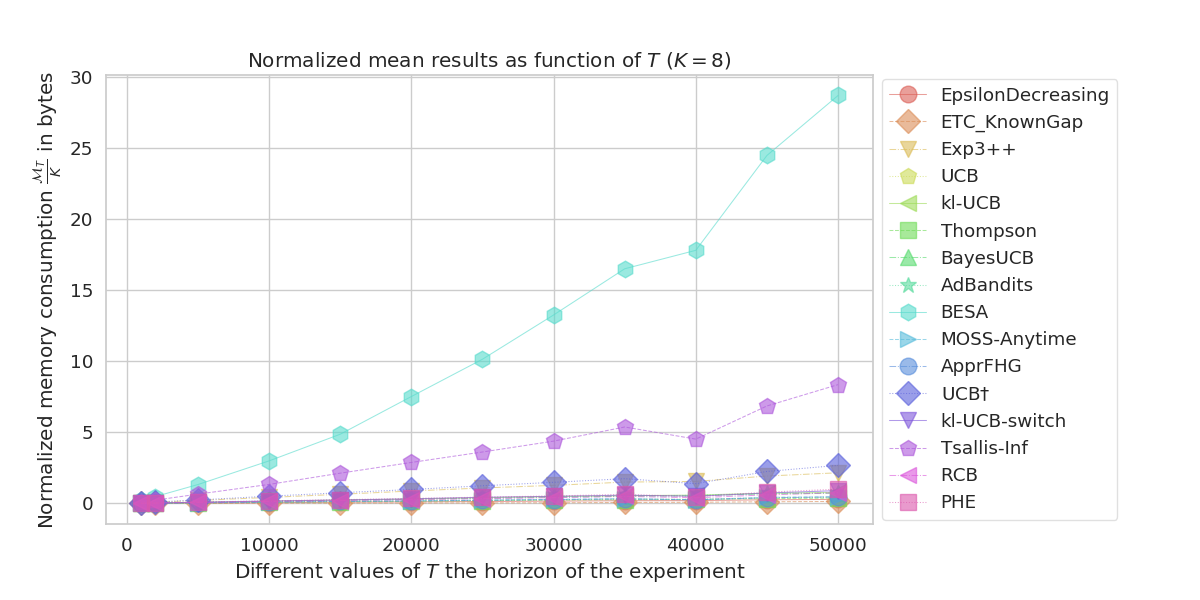 Normalized mean results as function of T (K = 8)
Normalized memory consumption M_T/K in bytes
30
25
20
15
10
5
0
0 10000 20000 30000 40000 50000
Different values of T the horizon of the experiment
EpsilonDecreasing
ETC_KnownGap
Exp3++
UCB
kl-UCB
Thompson
BayesUCB
AdBandits
BESA
MOSS-Anytime
ApprFHG
UCB†
kl-UCB-switch
Tsallis-Inf
RCB
PHE